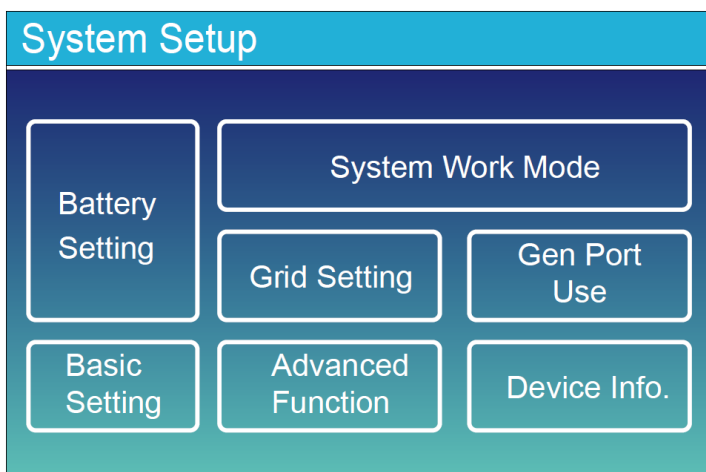 System Setup
Battery
Setting
System Work Mode
Grid Setting
Gen Port
Use
Basic
Setting
Advanced
Function
Device Info.